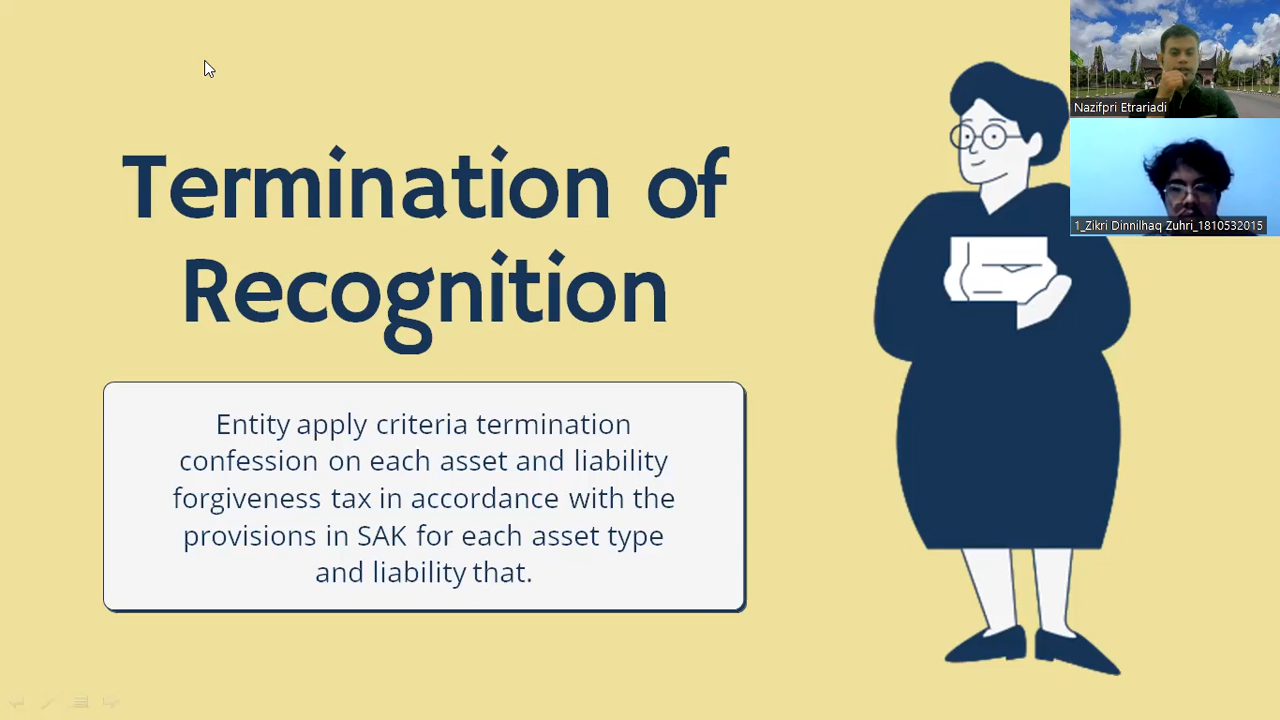 Termination of
Recognition
Entity apply criteria termination
confession on each asset and liability
forgiveness tax in accordance with the
provisions in SAK for each asset type
and liability that.
Nazifpri Etrariadi
1_Zikri Dinnilhaq Zuhri_1810532015